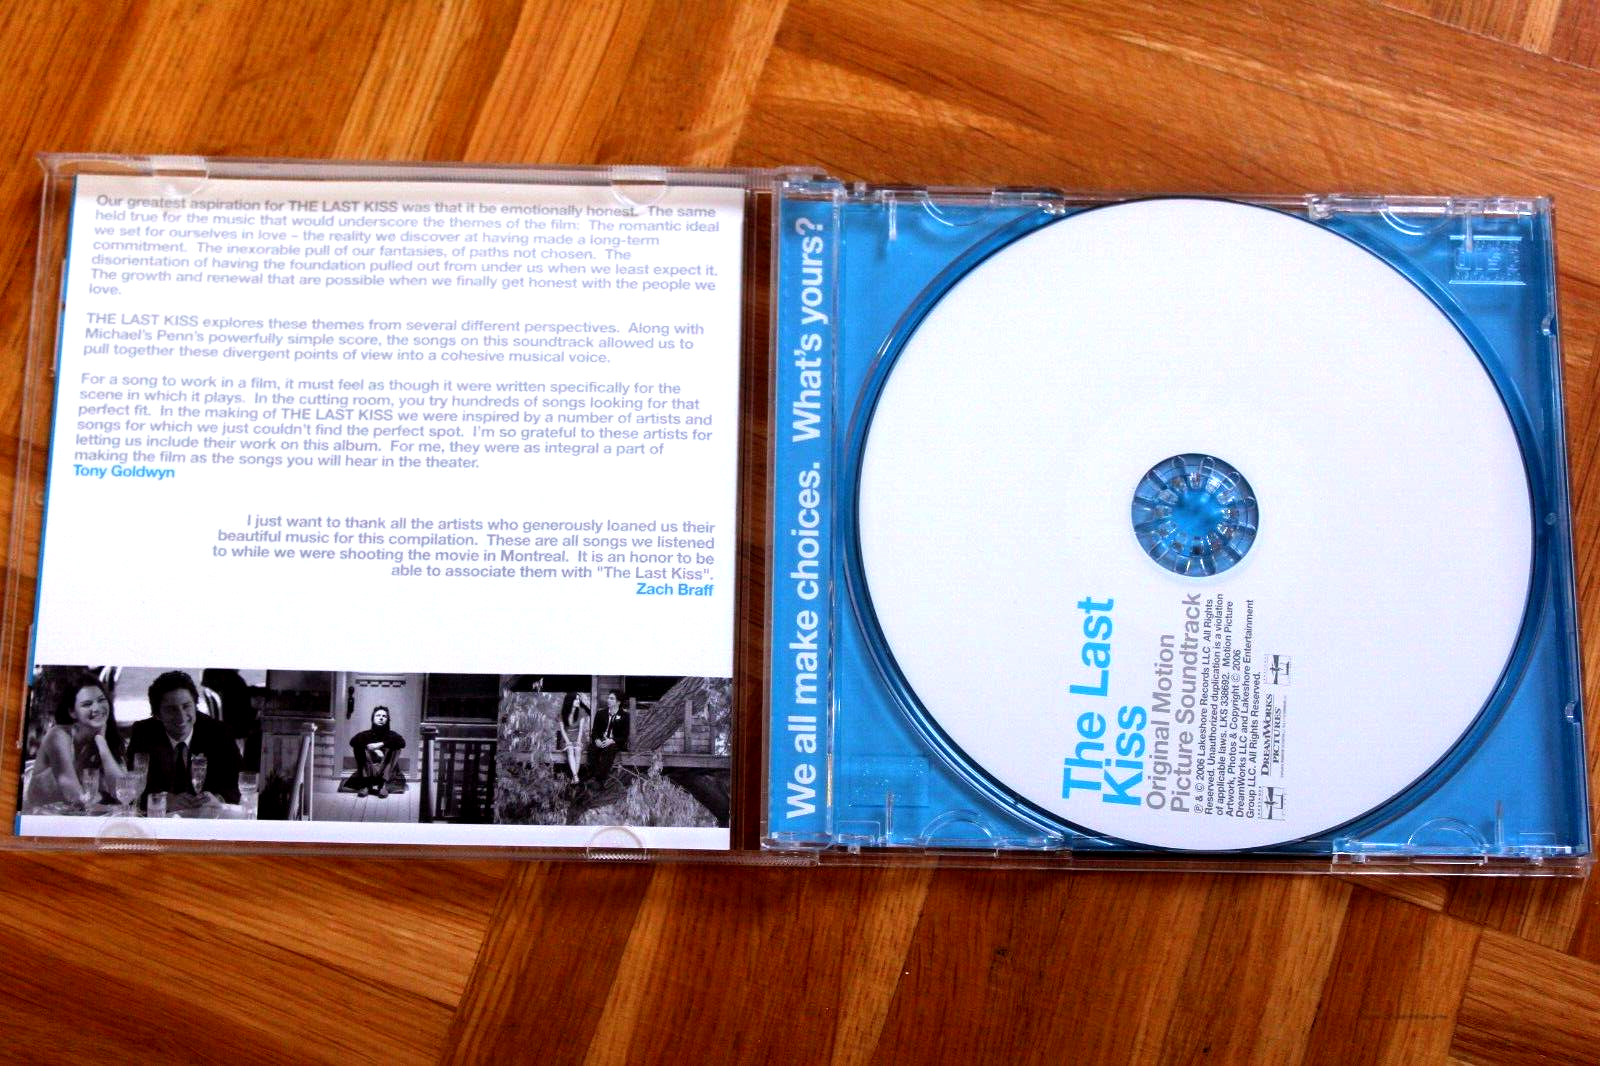 Our greatest aspiration for THE LAST KISS was that it be emotionally honest. The same
held true for the music that would underscore the themes of the film: The romantic ideal
we set for ourselves in love – the reality we discover at having made a long-term
commitment. The inexorable pull of our fantasies, of paths not chosen. The
disorientation of having the foundation pulled out from under us when we least expect it.
The growth and renewal that are possible when we finally get honest with the people we
love.
THE LAST KISS explores these themes from several different perspectives. Along with
Michael's Penn's powerfully simple score, the songs on this soundtrack allowed us to
pull together these divergent points of view into a cohesive musical voice.
For a song to work in a film, it must feel as though it were written specifically for the
scene in which it plays. In the cutting room, you try hundreds of songs looking for that
perfect fit. In the making of THE LAST KISS we were inspired by a number of artists and
songs for which we just couldn't find the perfect spot. I'm so grateful to these artists for
letting us include their work on this album. For me, they were as integral a part of
making the film as the songs you will hear in the theater.
Tony Goldwyn
I just want to thank all the artists who generously loaned us their
beautiful music for this compilation. These are all songs we listened
to while we were shooting the movie in Montreal. It is an honor to be
able to associate them with "The Last Kiss".
Zach Braff
We all make choices. What's yours?
The Last
Kiss
Original Motion
Picture Soundtrack
℗ & © 2006 Lakeshore Records LLC All Rights
Reserved. Unauthorized duplication is a violation
of applicable laws. LKS 338692. Motion Picture
Artwork, Photos & Copyright © 2006
DreamWorks LLC and Lakeshore Entertainment
Group LLC. All Rights Reserved.
DREAMWORKS
PICTURES